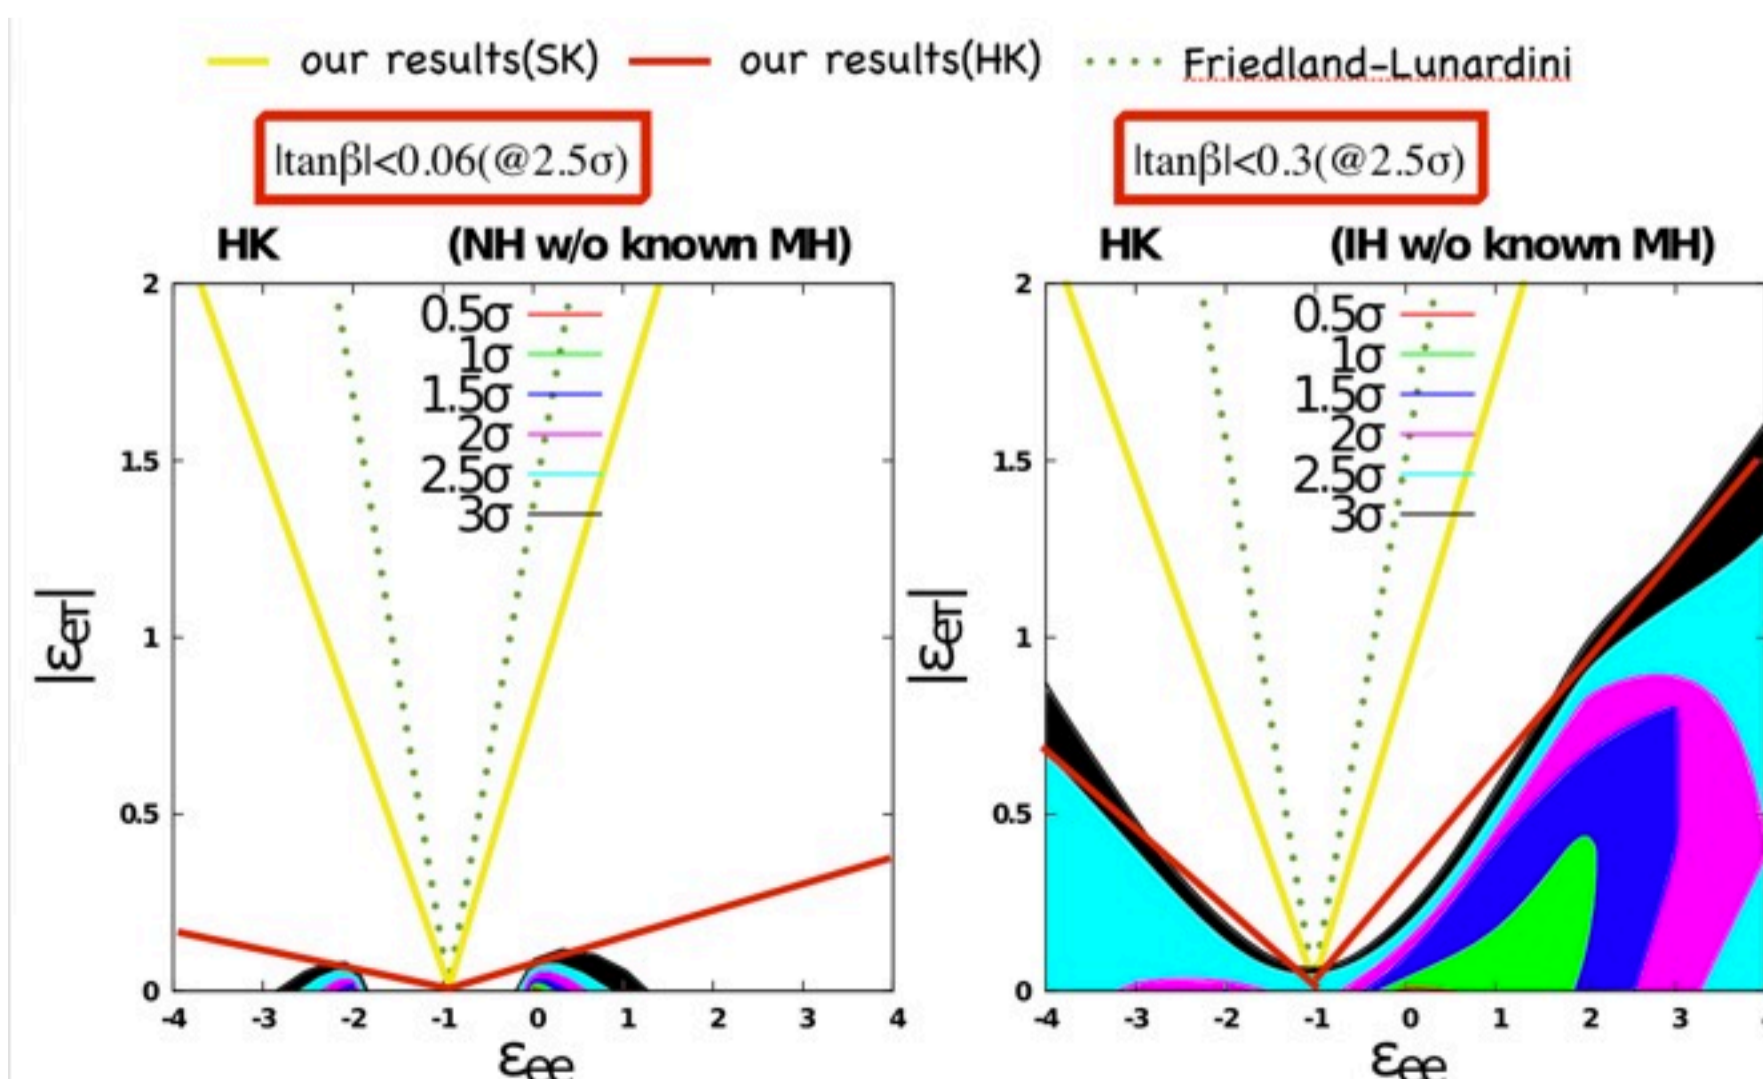 our results(SK) our results(HK) Friedland-Lunardini
|tanβ|<0.06(@2.5σ)
|tanβ|<0.3(@2.5σ)
HK (NH w/o known MH)
HK (IH w/o known MH)
2
1.5
1
0.5
0
0.5σ
1σ
1.5σ
2σ
2.5σ
3σ
|εeτ|
-4 -3 -2 -1 0 1 2 3 4
εee
2
1.5
1
0.5
0
0.5σ
1σ
1.5σ
2σ
2.5σ
3σ
|εeτ|
-4 -3 -2 -1 0 1 2 3
εee